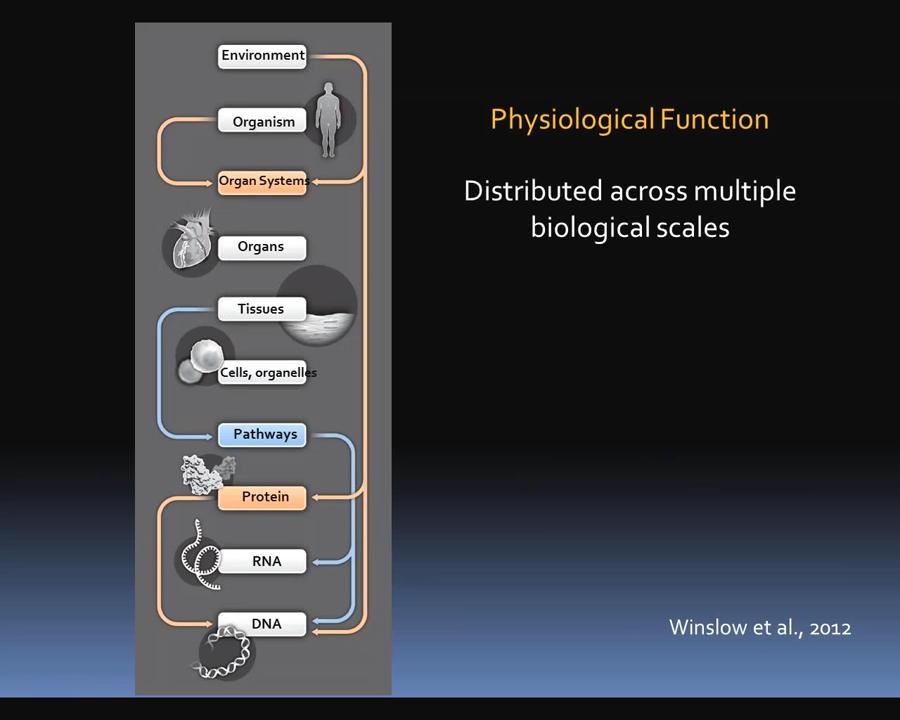 Environment
Organism
Organ Systems
Organs
Tissues
Cells, organelles
Pathways
Protein
RNA
DNA
Physiological Function
Distributed across multiple
biological scales
Winslow et al., 2012